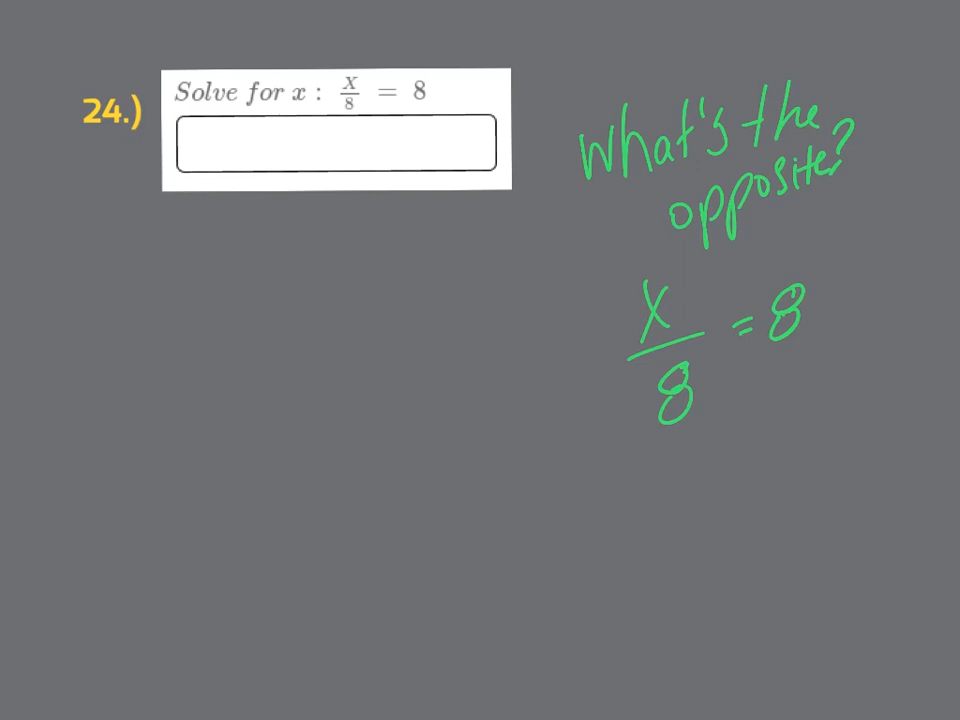 24.)
Solve for x : X/8 = 8
What's the
opposite?
X/8 = 8